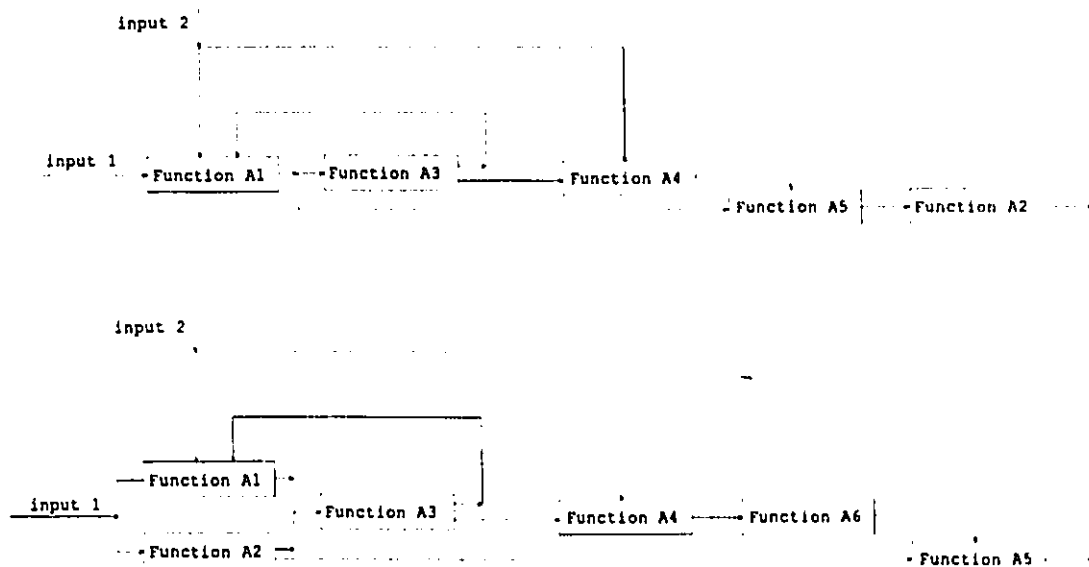 input 2
input 1
Function A1
Function A3
Function A4
Function A5
Function A2
input 2
Function A1
input 1
Function A3
Function A4
Function A6
Function A2
Function A5